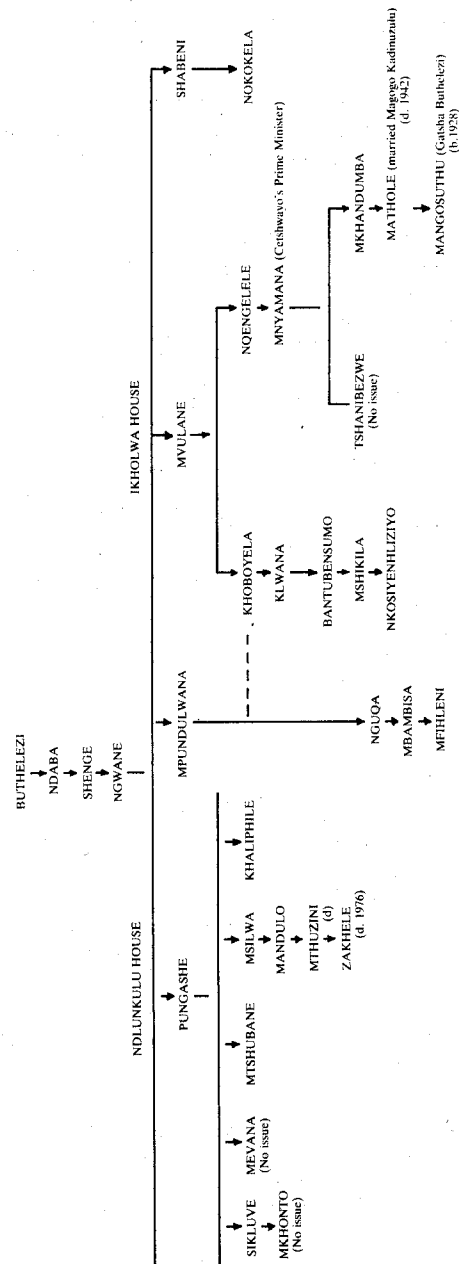 BUTHELEZI
NDABA
SHENGE
NGWANE
NDLUNKULU HOUSE
IKHOLWA HOUSE
PUNGASHE
MPUNDULWANA
MVULANE
SHABENI
SIKLUVE
MEVANA
(No issue)
MTSHUBANE
MSILWA
KHALIPHILE
KHOBOYELA
NQENGELELE
NOKOKELA
MKHONTO
(No issue)
MANDULO
KLWANA
MNYAMANA (Cetshwayo's Prime Minister)
MTHUZINI
(d)
BANTUBENSUMO
ZAKHELE
(d. 1976)
NGUQA
MSHIKILA
TSHANIBEZWE
(No issue)
MKHANDUMBA
MBAMBISA
NKOSIYENHLIZIYO
MATHOLE (married Magogo Kadinuzulu)
(d. 1942)
MFIHLENI
MANGOSUTHU (Gatsha Buthelezi)
(b.1928)